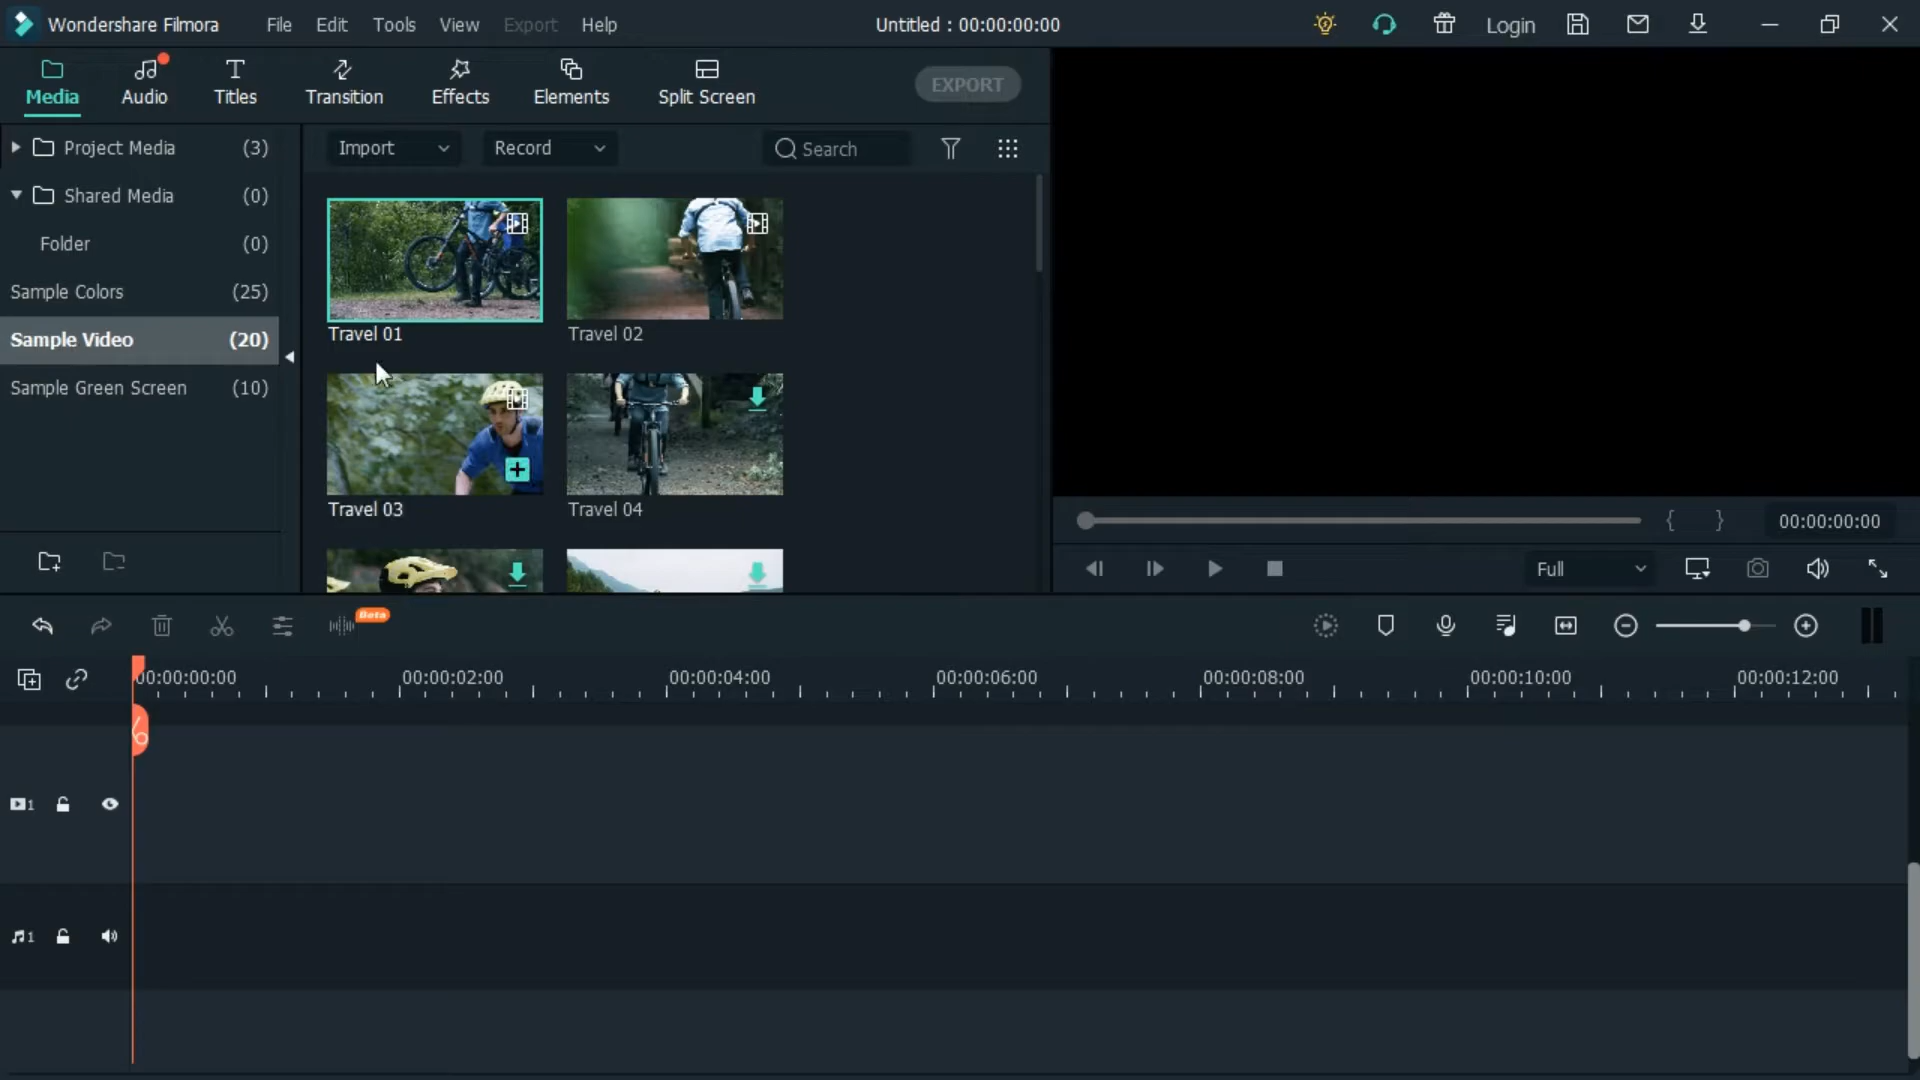 Wondershare Filmora File Edit Tools View Export Help Untitled : 00:00:00:00 Login
Media Audio Titles Transition Effects Elements Split Screen EXPORT
Project Media (3)
Shared Media (0)
Folder (0)
Sample Colors (25)
Sample Video (20)
Sample Green Screen (10)
Import Record Search
Travel 01 Travel 02
Travel 03 Travel 04
{ } 00:00:00:00
Full
Beta
00:00:00:00 00:00:02:00 00:00:04:00 00:00:06:00 00:00:08:00 00:00:10:00 00:00:12:00
1
1